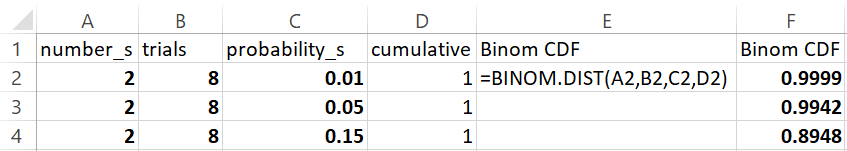 A B C D E F
1 number_s trials probability_s cumulative Binom CDF Binom CDF
2 2 8 0.01 1 =BINOM.DIST(A2,B2,C2,D2) 0.9999
3 2 8 0.05 1 0.9942
4 2 8 0.15 1 0.8948